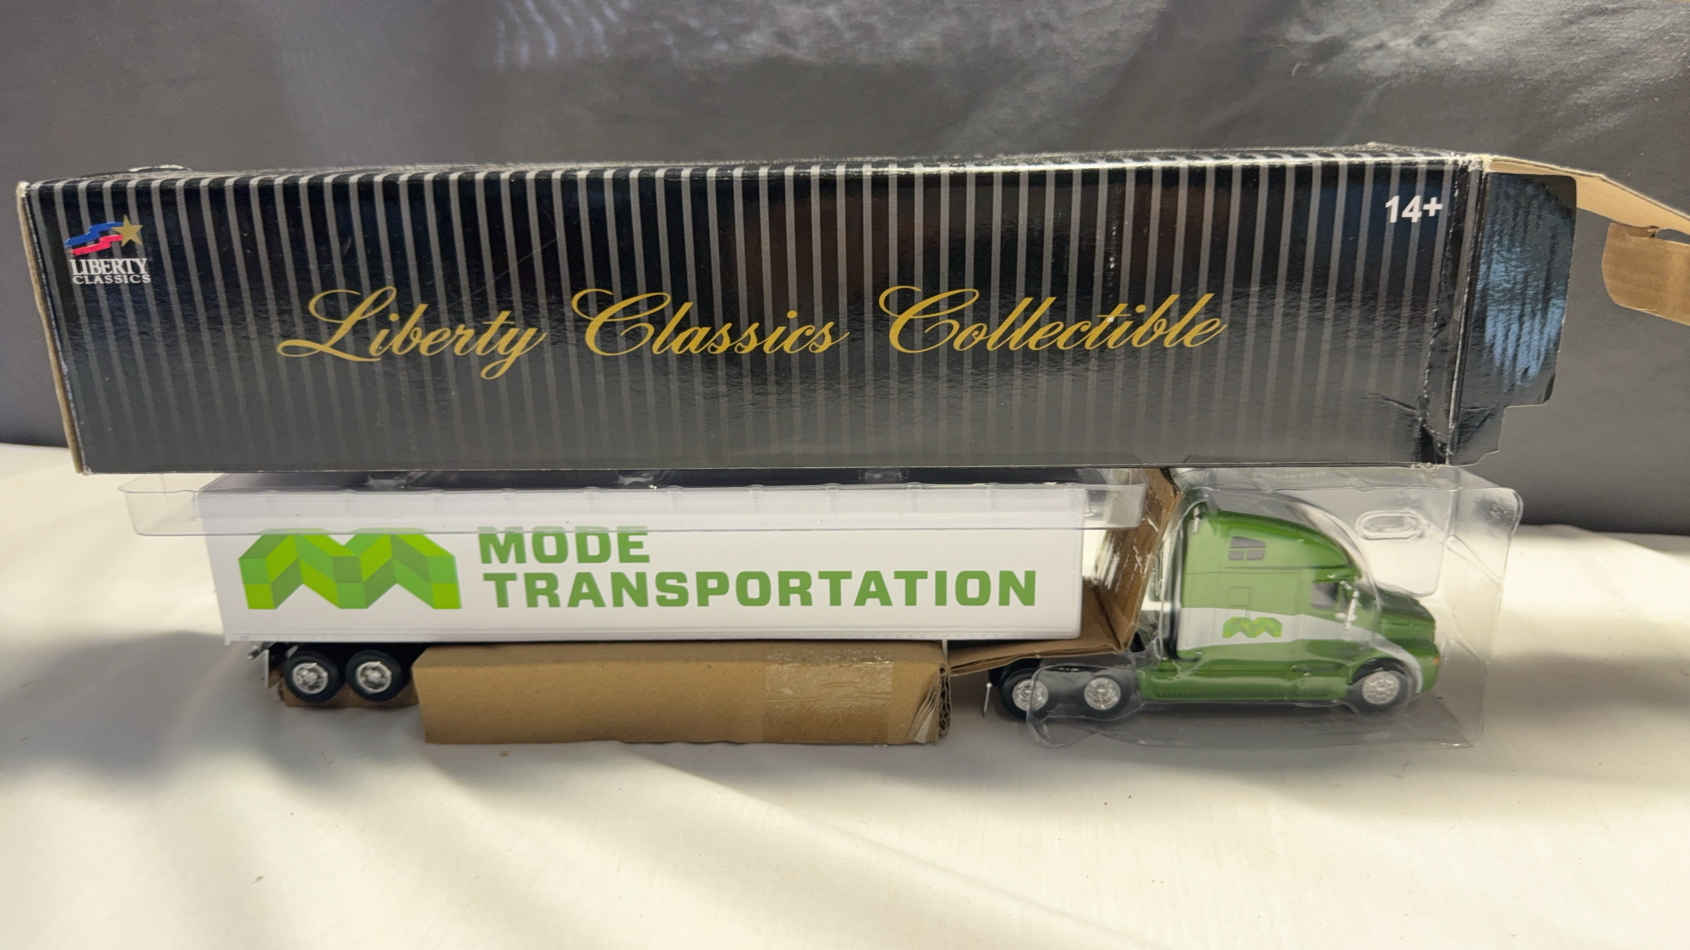 LIBERTY
CLASSICS
14+
Liberty Classics Collectible
MODE
TRANSPORTATION